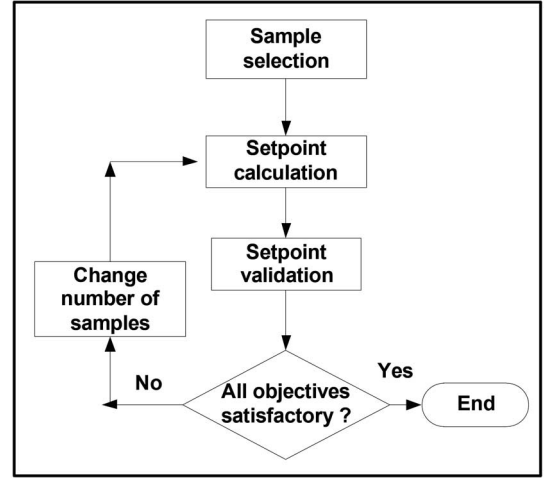 Sample
selection
Setpoint
calculation
Setpoint
validation
Change
number of
samples
All objectives
satisfactory ?
No
Yes
End